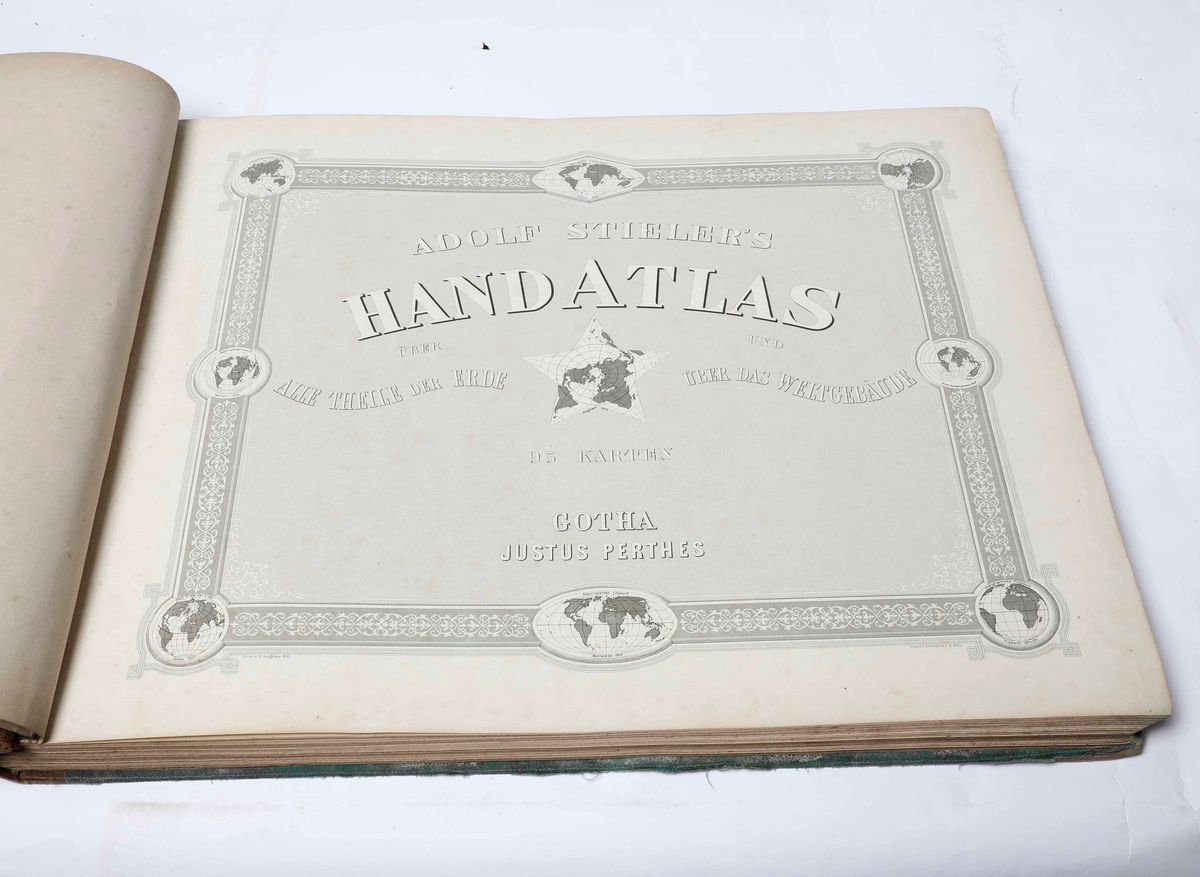 ADOLF STIELER'S
HANDATLAS
ÜBER UND
ALLE THEILE DER ERDE ÜBER DAS WELTGEBÄUDE
95 KARTEN
GOTHA
JUSTUS PERTHES